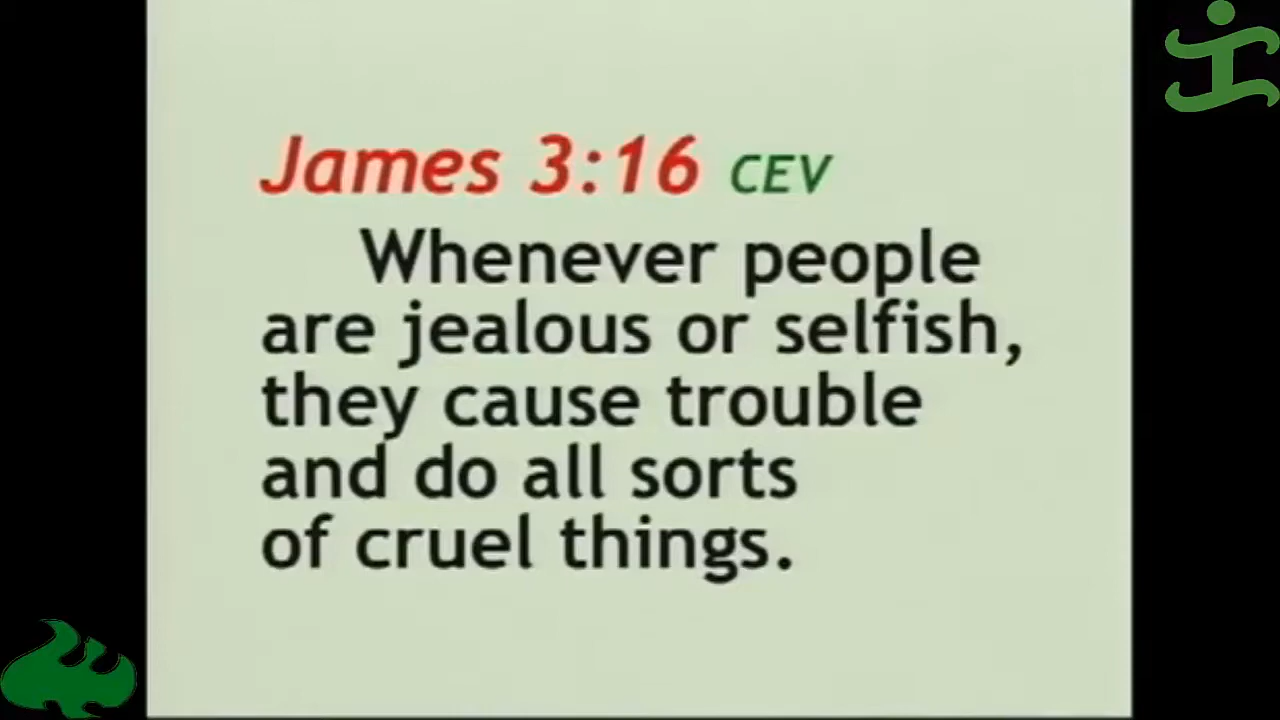 James 3:16 CEV
Whenever people
are jealous or selfish,
they cause trouble
and do all sorts
of cruel things.